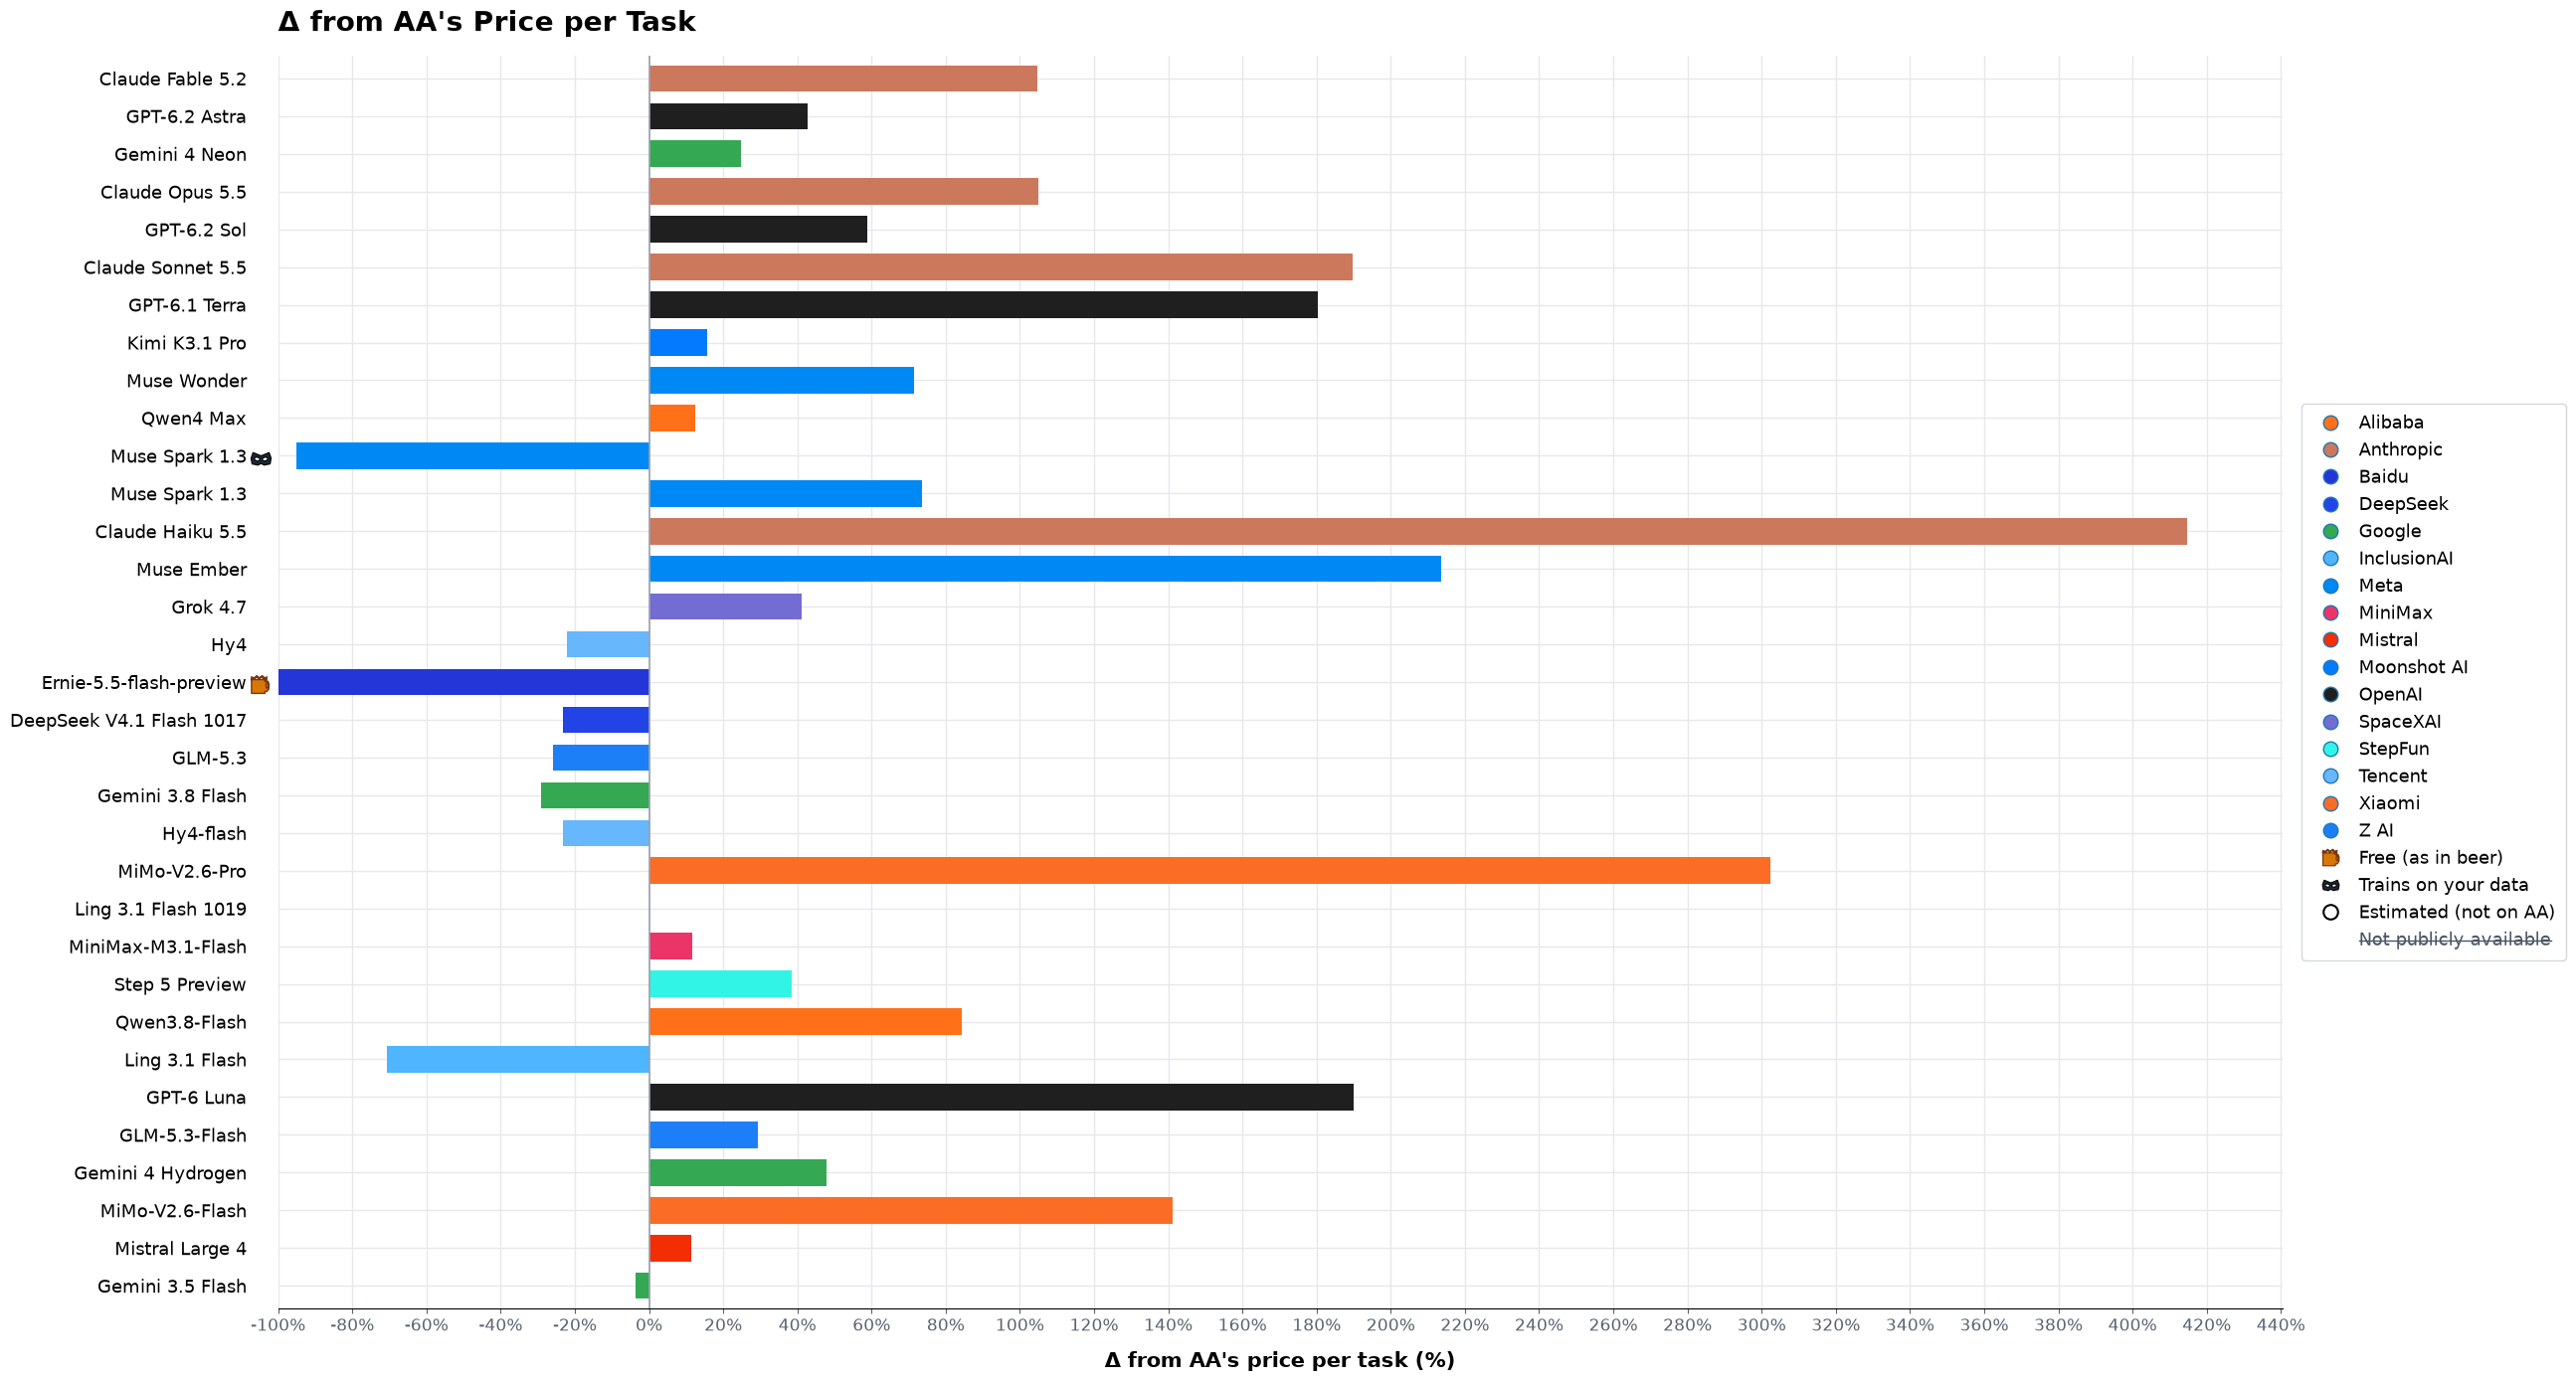 Δ from AA's Price per Task
Claude Fable 5.2
GPT-6.2 Astra
Gemini 4 Neon
Claude Opus 5.5
GPT-6.2 Sol
Claude Sonnet 5.5
GPT-6.1 Terra
Kimi K3.1 Pro
Muse Wonder
Qwen4 Max
Muse Spark 1.3
Muse Spark 1.3
Claude Haiku 5.5
Muse Ember
Grok 4.7
Hy4
Ernie-5.5-flash-preview
DeepSeek V4.1 Flash 1017
GLM-5.3
Gemini 3.8 Flash
Hy4-flash
MiMo-V2.6-Pro
Ling 3.1 Flash 1019
MiniMax-M3.1-Flash
Step 5 Preview
Qwen3.8-Flash
Ling 3.1 Flash
GPT-6 Luna
GLM-5.3-Flash
Gemini 4 Hydrogen
MiMo-V2.6-Flash
Mistral Large 4
Gemini 3.5 Flash
-100% -80% -60% -40% -20% 0% 20% 40% 60% 80% 100% 120% 140% 160% 180% 200% 220% 240% 260% 280% 300% 320% 340% 360% 380% 400% 420% 440%
Δ from AA's price per task (%)
Alibaba
Anthropic
Baidu
DeepSeek
Google
InclusionAI
Meta
MiniMax
Mistral
Moonshot AI
OpenAI
SpaceXAI
StepFun
Tencent
Xiaomi
Z AI
Free (as in beer)
Trains on your data
Estimated (not on AA)
Not publicly available